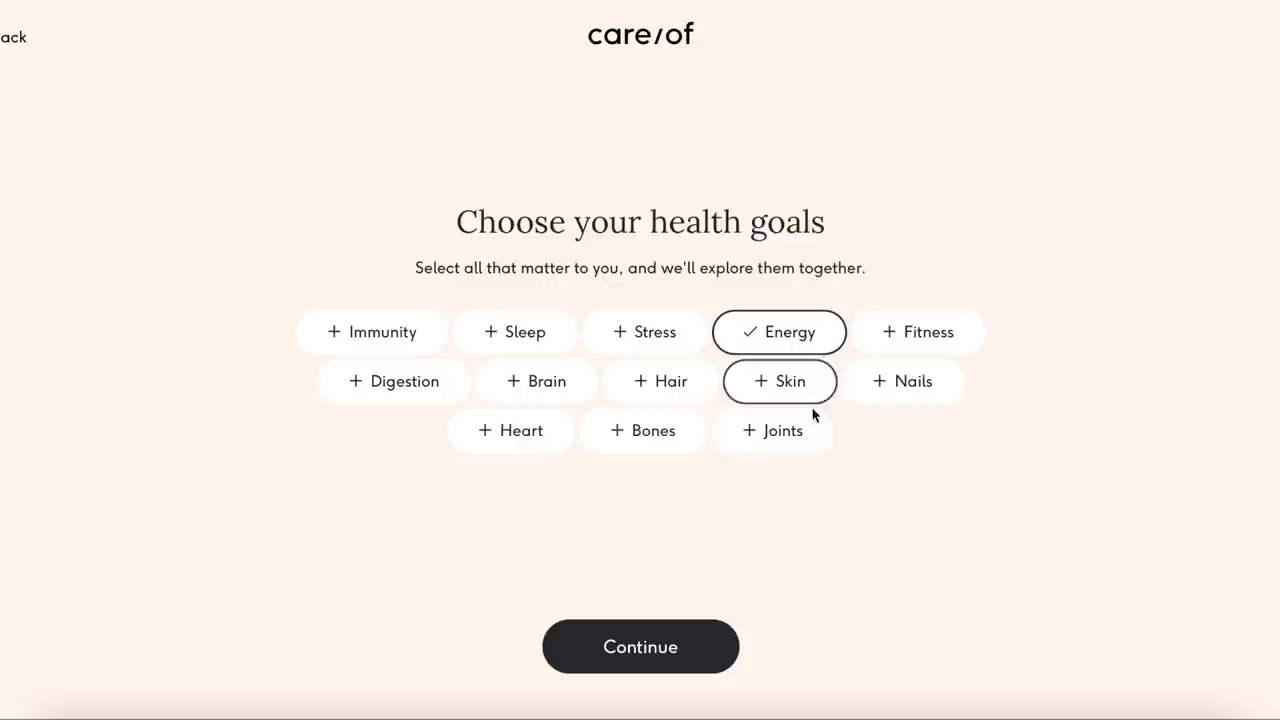 ack
care/of
Choose your health goals
Select all that matter to you, and we'll explore them together.
+ Immunity + Sleep + Stress ✓ Energy + Fitness
+ Digestion + Brain + Hair + Skin + Nails
+ Heart + Bones + Joints
Continue